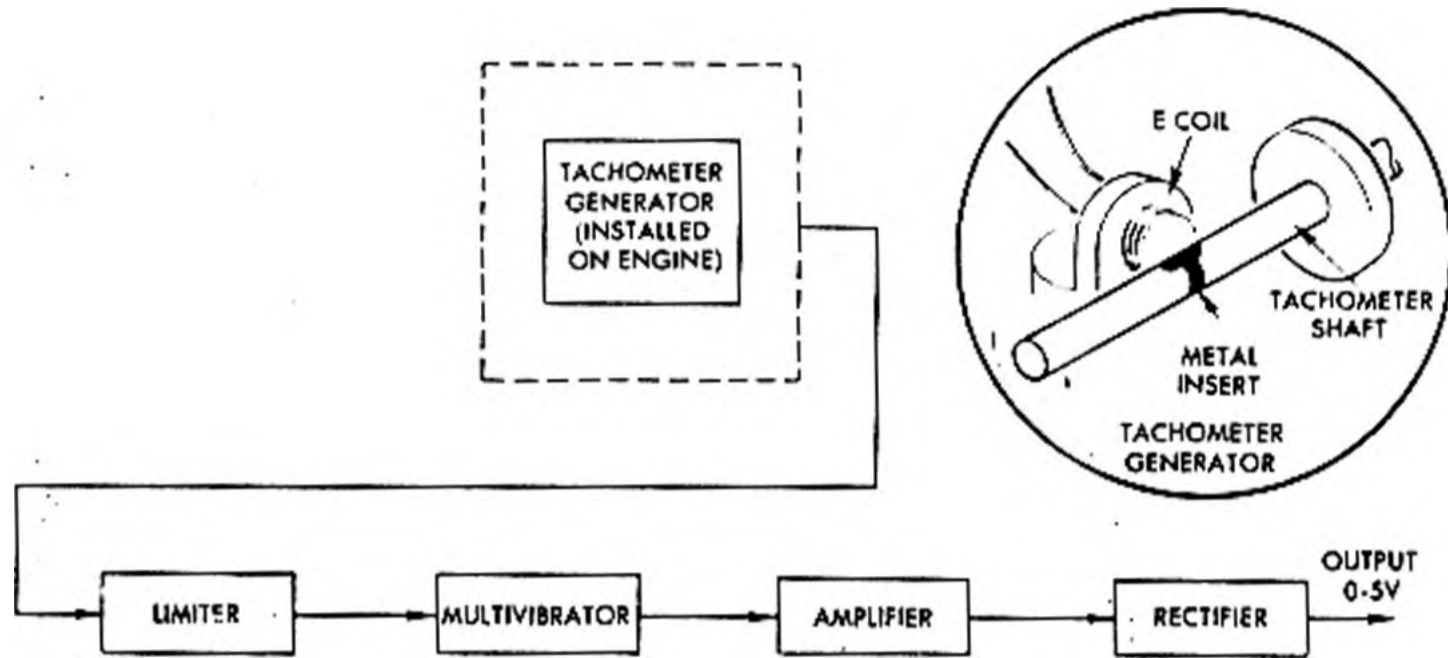 TACHOMETER
GENERATOR
(INSTALLED
ON ENGINE)
E COIL
TACHOMETER
SHAFT
METAL
INSERT
TACHOMETER
GENERATOR
LIMITER
MULTIVIBRATOR
AMPLIFIER
RECTIFIER
OUTPUT
0-5V